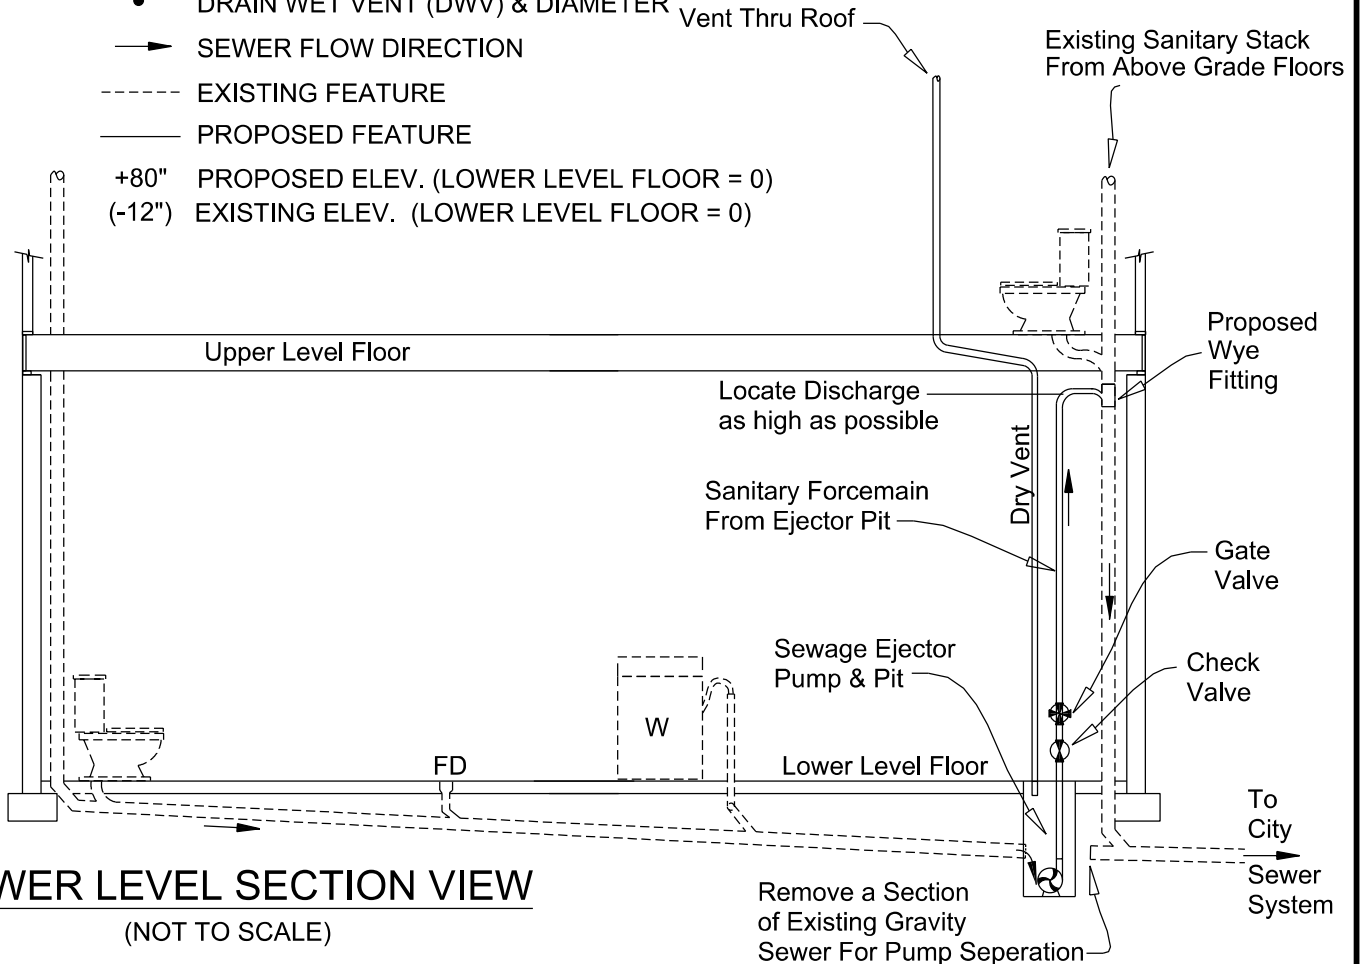 DRAIN WET VENT (DWV) & DIAMETER
SEWER FLOW DIRECTION
EXISTING FEATURE
PROPOSED FEATURE
+80" PROPOSED ELEV. (LOWER LEVEL FLOOR = 0)
(-12") EXISTING ELEV. (LOWER LEVEL FLOOR = 0)
Vent Thru Roof
Existing Sanitary Stack
From Above Grade Floors
Upper Level Floor
Proposed
Wye
Fitting
Locate Discharge
as high as possible
Dry Vent
Sanitary Forcemain
From Ejector Pit
Gate
Valve
Sewage Ejector
Pump & Pit
Check
Valve
W
FD
Lower Level Floor
To
City
Sewer
System
WER LEVEL SECTION VIEW
(NOT TO SCALE)
Remove a Section
of Existing Gravity
Sewer For Pump Seperation